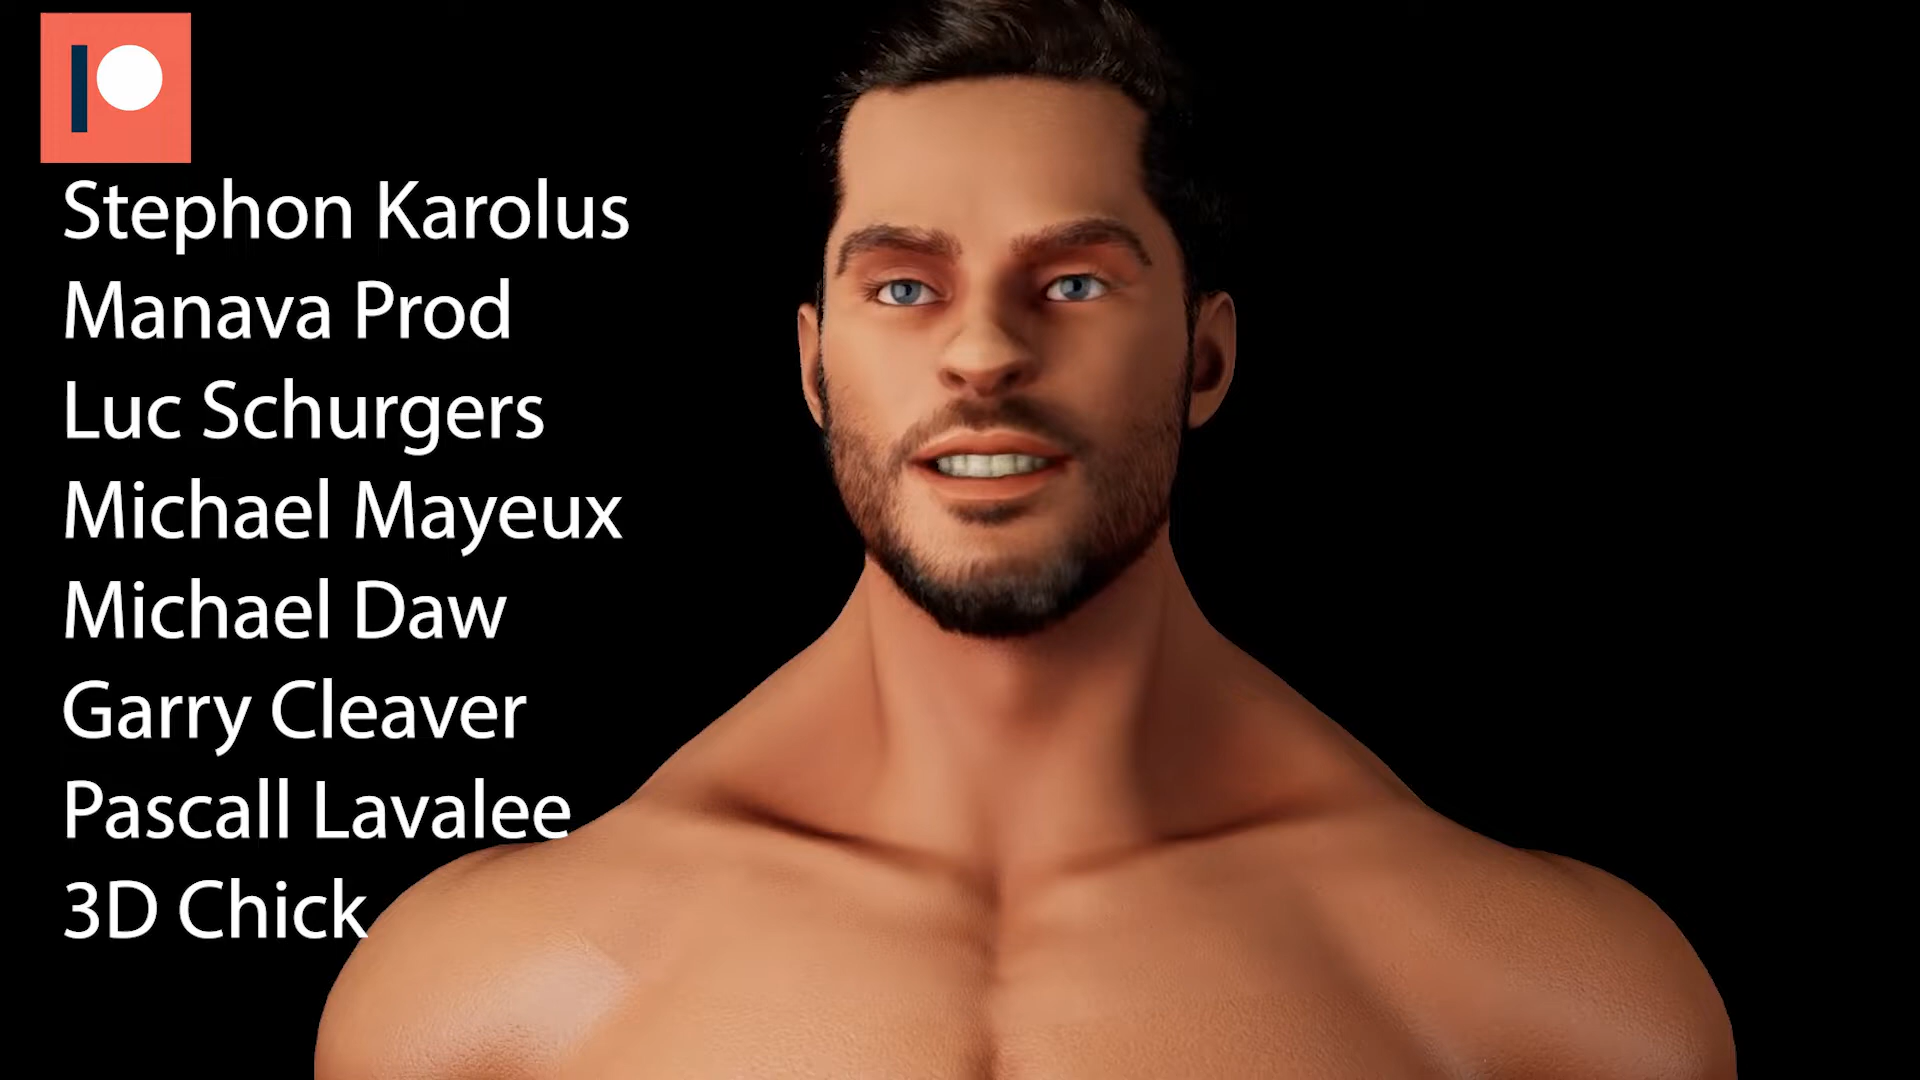 Stephon Karolus
Manava Prod
Luc Schurgers
Michael Mayeux
Michael Daw
Garry Cleaver
Pascall Lavalee
3D Chick